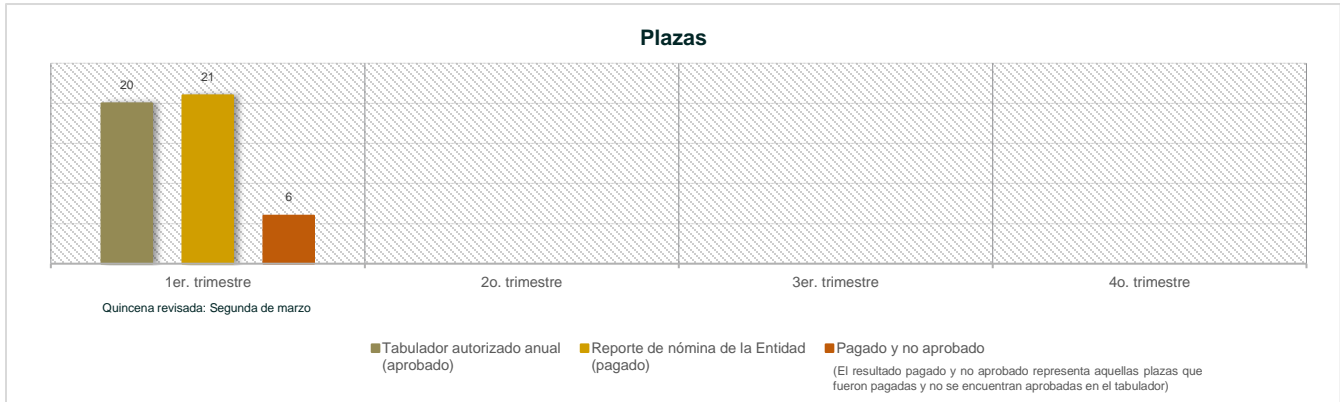 Plazas
20
21
6
1er. trimestre
2o. trimestre
3er. trimestre
4o. trimestre
Quincena revisada: Segunda de marzo
Tabulador autorizado anual
(aprobado)
Reporte de nómina de la Entidad
(pagado)
Pagado y no aprobado
(El resultado pagado y no aprobado representa aquellas plazas que
fueron pagadas y no se encuentran aprobadas en el tabulador)